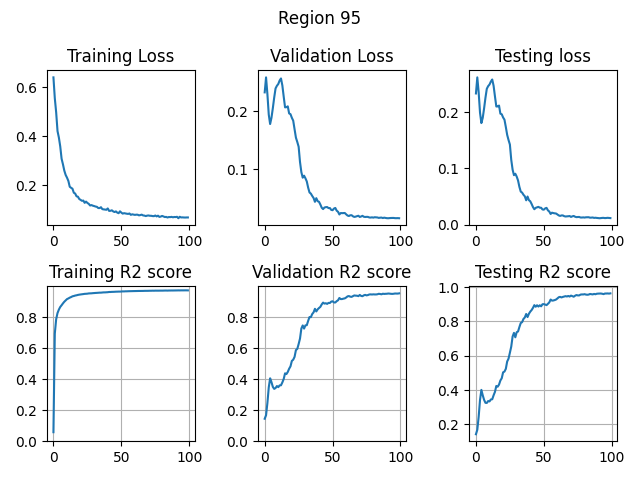 Region 95
Training Loss
Validation Loss
Testing loss
0.6
0.4
0.2
0 50 100
0.2
0.1
0 50 100
0.2
0.1
0.0
0 50 100
Training R2 score
Validation R2 score
Testing R2 score
0.8
0.6
0.4
0.2
0.0
0 50 100
0.8
0.6
0.4
0.2
0.0
0 50 100
1.0
0.8
0.6
0.4
0.2
0 50 100